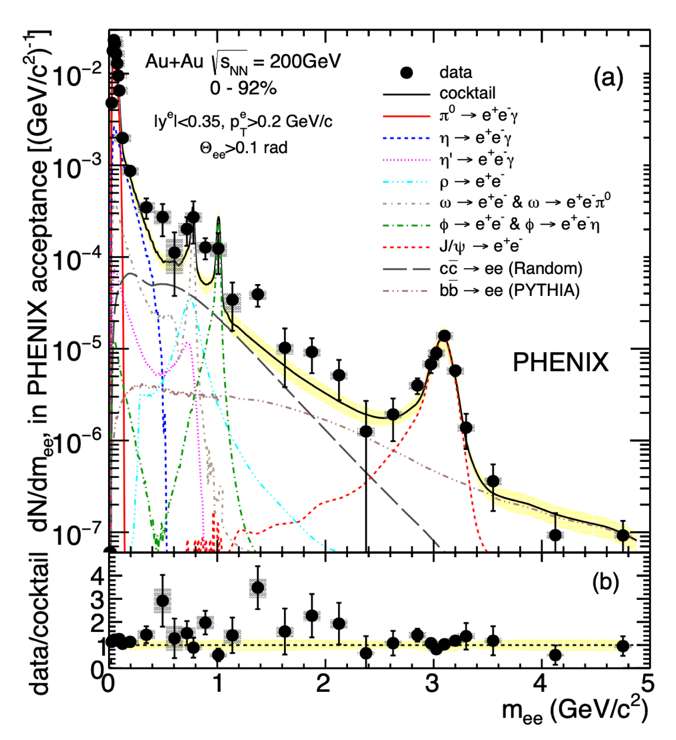 dN/dm_ee, in PHENIX acceptance [(GeV/c²)⁻¹]
10⁻²
10⁻³
10⁻⁴
10⁻⁵
10⁻⁶
10⁻⁷
Au+Au √s_NN = 200GeV
0 - 92%
|yᵉ|<0.35, pᵉ_T>0.2 GeV/c
Θ_ee>0.1 rad
(a)
data
cocktail
π⁰ → e⁺e⁻γ
η → e⁺e⁻γ
η' → e⁺e⁻γ
ρ → e⁺e⁻
ω → e⁺e⁻ & ω → e⁺e⁻π⁰
ϕ → e⁺e⁻ & ϕ → e⁺e⁻η
J/ψ → e⁺e⁻
cc̅ → ee (Random)
bb̅ → ee (PYTHIA)
PHENIX
data/cocktail
4
3
2
1
0
(b)
0 1 2 3 4 5
m_ee (GeV/c²)